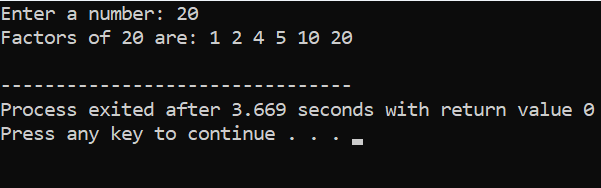 Enter a number: 20
Factors of 20 are: 1 2 4 5 10 20
--------------------------------
Process exited after 3.669 seconds with return value 0
Press any key to continue . . .